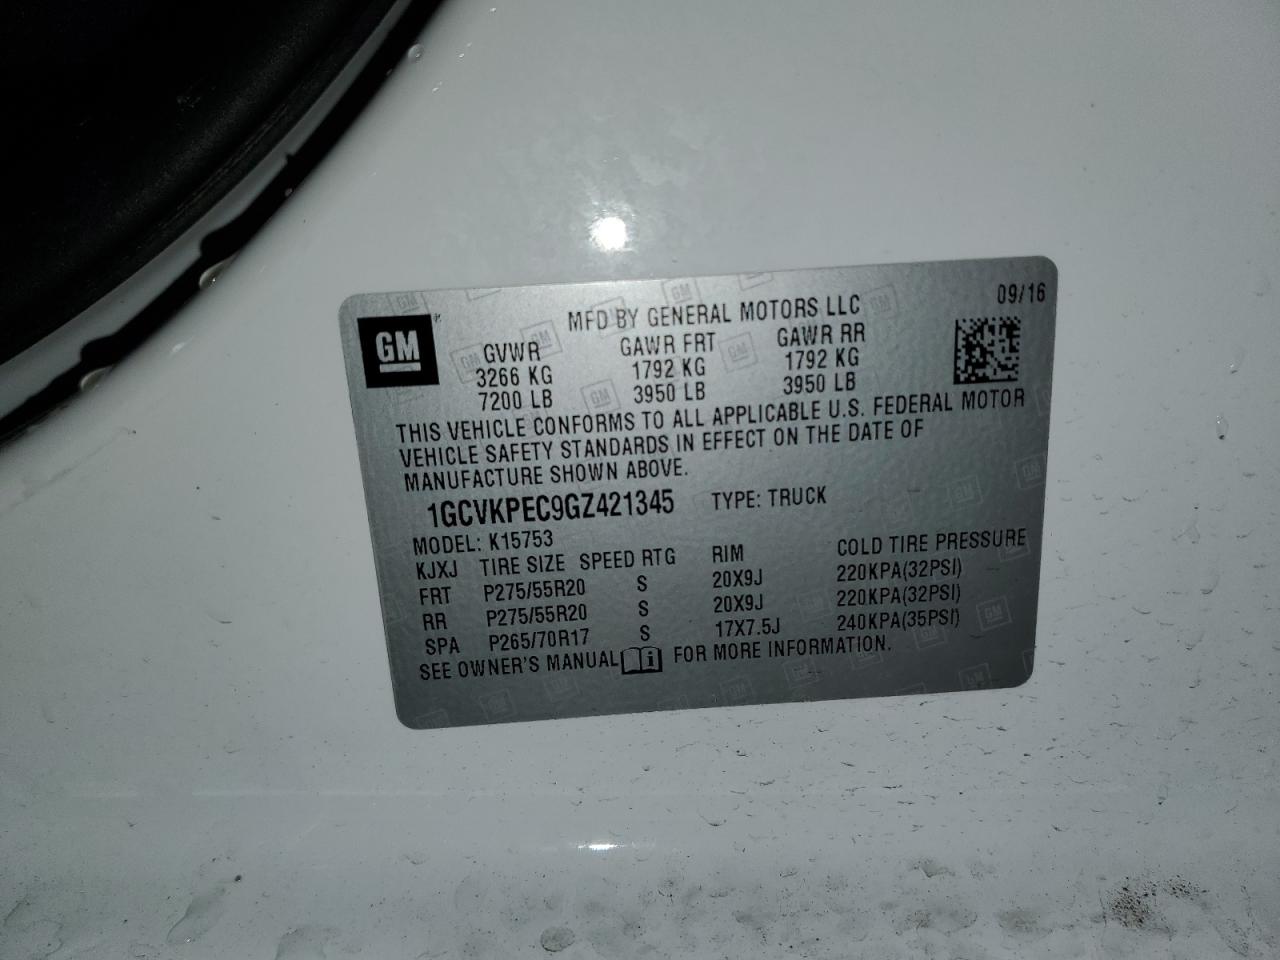 09/16
MFD BY GENERAL MOTORS LLC
GM
GVWR GAWR FRT GAWR RR
3266 KG 1792 KG 1792 KG
7200 LB 3950 LB 3950 LB
THIS VEHICLE CONFORMS TO ALL APPLICABLE U.S. FEDERAL MOTOR
VEHICLE SAFETY STANDARDS IN EFFECT ON THE DATE OF
MANUFACTURE SHOWN ABOVE.
1GCVKPEC9GZ421345 TYPE: TRUCK
MODEL: K15753
KJXJ TIRE SIZE SPEED RTG RIM COLD TIRE PRESSURE
FRT P275/55R20 S 20X9J 220KPA(32PSI)
RR P275/55R20 S 20X9J 220KPA(32PSI)
SPA P265/70R17 S 17X7.5J 240KPA(35PSI)
SEE OWNER'S MANUAL i FOR MORE INFORMATION.